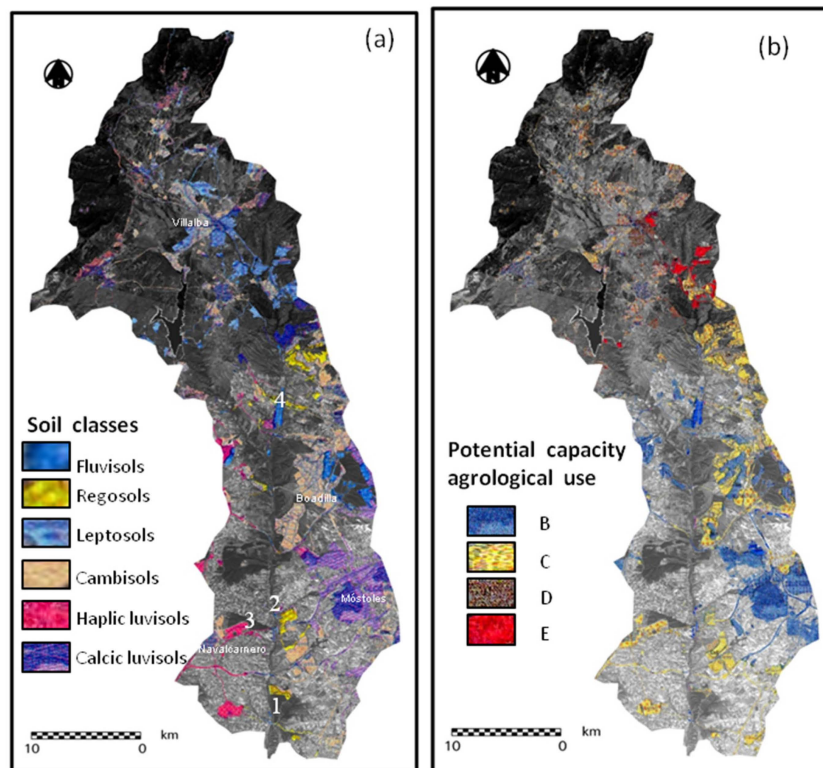 (a)
N
Villalba
4
Soil classes
Fluvisols
Regosols
Leptosols
Cambisols
Haplic luvisols
Calcic luvisols
Boadilla
Móstoles
2
3
Navalcarnero
1
km
10 0
(b)
N
Potential capacity
agrological use
B
C
D
E
km
10 0